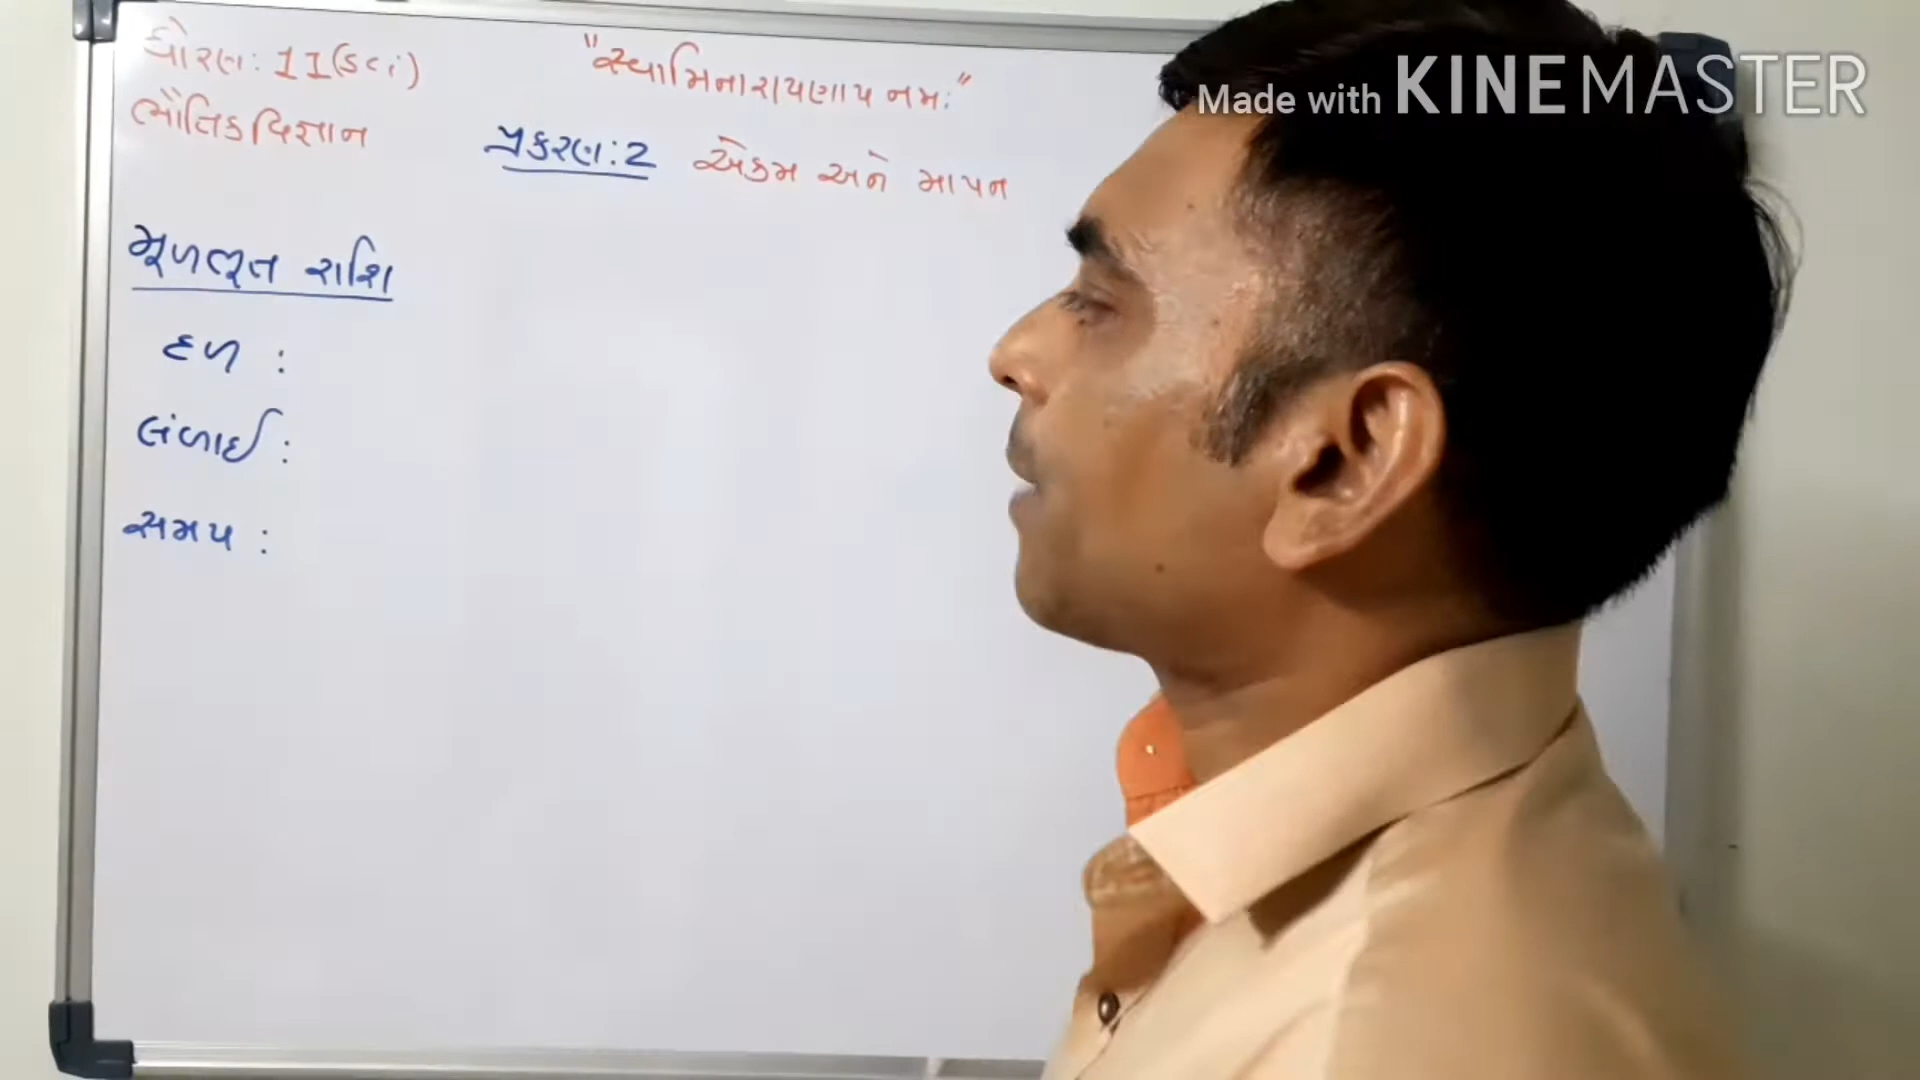 ધોરણ: 11(sci)
"સ્વામિનારાયણાય નમઃ"
Made with KINEMASTER
ભૌતિકવિજ્ઞાન
પ્રકરણ:2 એકમ અને માપન
મૂળભૂત રાશિ
દળ :
લંબાઈ :
સમય :